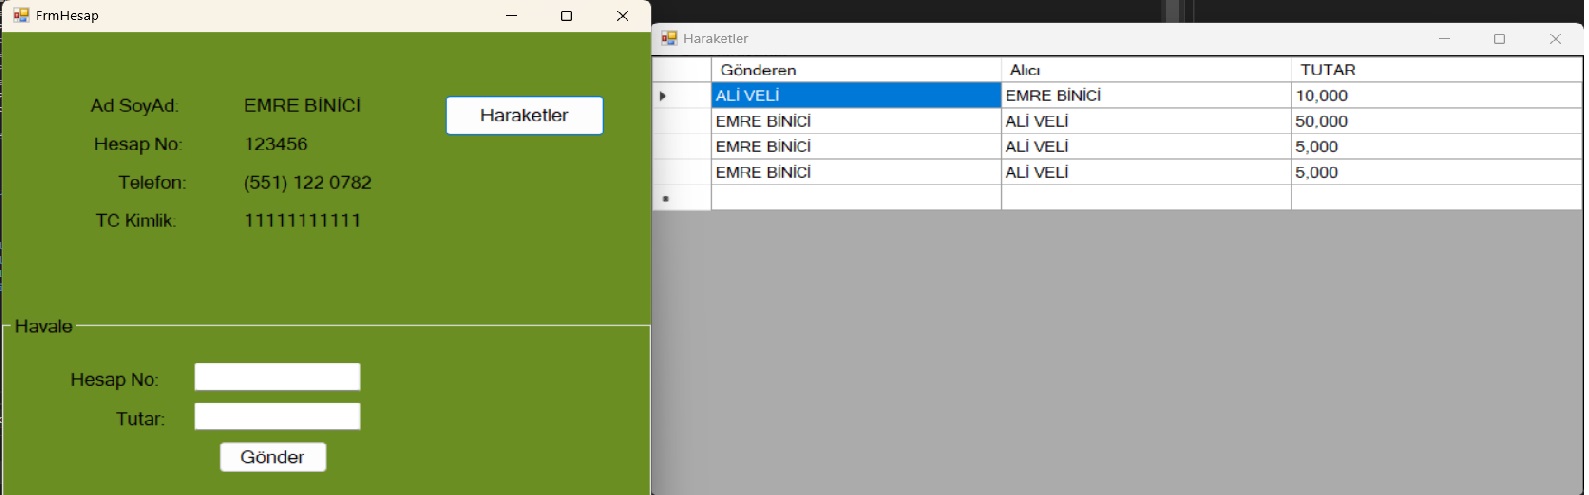 FrmHesap
Ad SoyAd: EMRE BİNİCİ
Haraketler
Hesap No: 123456
Telefon: (551) 122 0782
TC Kimlik: 11111111111
Havale
Hesap No:
Tutar:
Gönder
Haraketler
Gönderen Alıcı TUTAR
ALİ VELİ EMRE BİNİCİ 10,000
EMRE BİNİCİ ALİ VELİ 50,000
EMRE BİNİCİ ALİ VELİ 5,000
EMRE BİNİCİ ALİ VELİ 5,000